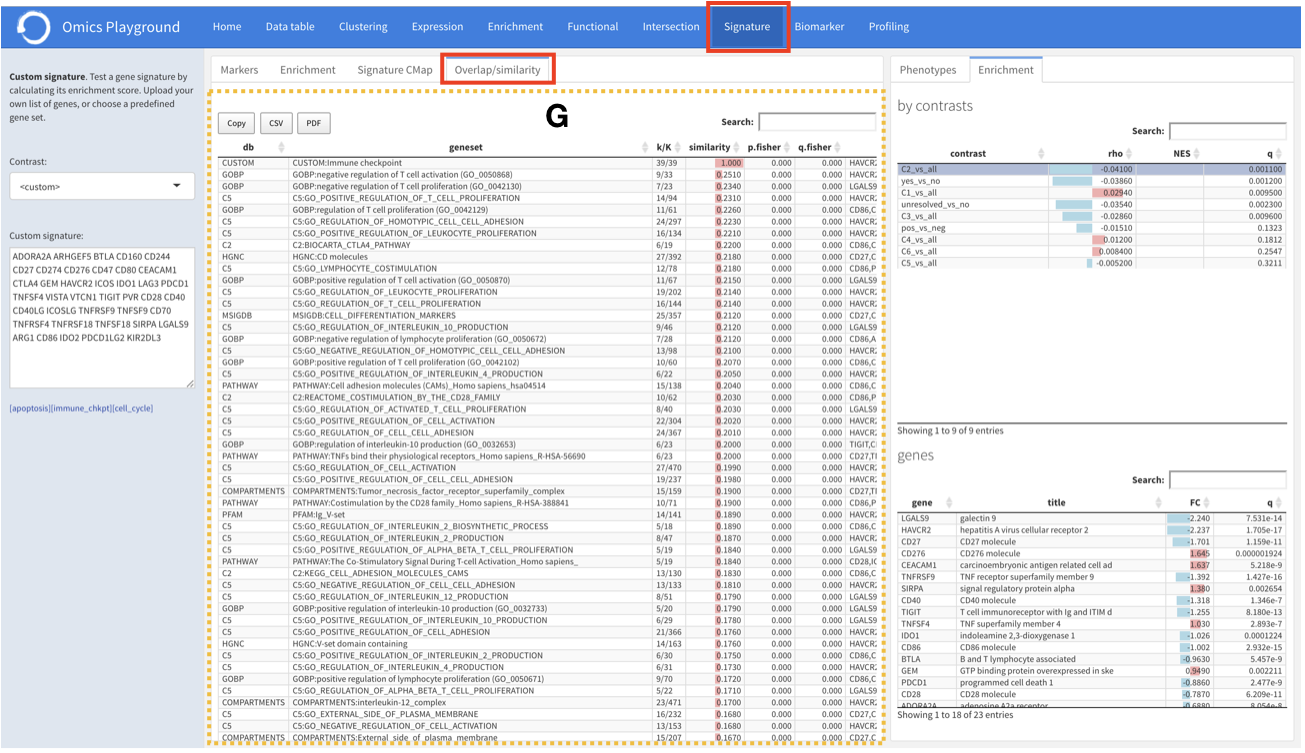 Omics Playground Home Data table Clustering Expression Enrichment Functional Intersection Signature Biomarker Profiling
Custom signature. Test a gene signature by
calculating its enrichment score. Upload your
own list of genes, or choose a predefined
gene set.
Contrast:
<custom>
Custom signature:
ADORA2A ARHGEF5 BTLA CD160 CD244
CD27 CD274 CD276 CD47 CD80 CEACAM1
CTLA4 GEM HAVCR2 ICOS IDO1 LAG3 PDCD1
TNFSF4 VISTA VTCN1 TIGIT PVR CD28 CD40
CD40LG ICOSLG TNFRSF9 TNFSF9 CD70
TNFRSF4 TNFRSF18 TNFSF18 SIRPA LGALS9
ARG1 CD86 IDO2 PDCD1LG2 KIR2DL3
[apoptosis][immune_chkpt][cell_cycle]
Markers Enrichment Signature CMap Overlap/similarity
G
Copy CSV PDF Search:
db geneset k/K similarity p.fisher q.fisher
CUSTOM CUSTOM:Immune checkpoint 39/39 1.000 0.000 0.000 HAVCR2
GOBP GOBP:negative regulation of T cell activation (GO_0050868) 9/33 0.2510 0.000 0.000 HAVCR2
GOBP GOBP:negative regulation of T cell proliferation (GO_0042130) 7/23 0.2340 0.000 0.000 LGALS9
C5 C5:GO_POSITIVE_REGULATION_OF_T_CELL_PROLIFERATION 14/94 0.2310 0.000 0.000 HAVCR2
GOBP GOBP:regulation of T cell proliferation (GO_0042129) 11/61 0.2260 0.000 0.000 CD86,C
C5 C5:GO_REGULATION_OF_HOMOTYPIC_CELL_CELL_ADHESION 24/297 0.2230 0.000 0.000 HAVCR2
C5 C5:GO_POSITIVE_REGULATION_OF_LEUKOCYTE_PROLIFERATION 16/134 0.2210 0.000 0.000 HAVCR2
C2 C2:BIOCARTA_CTLA4_PATHWAY 6/19 0.2200 0.000 0.000 CD86,C
HGNC HGNC:CD molecules 27/392 0.2180 0.000 0.000 CD27,C
C5 C5:GO_LYMPHOCYTE_COSTIMULATION 12/78 0.2180 0.000 0.000 CD86,P
GOBP GOBP:positive regulation of T cell activation (GO_0050870) 11/67 0.2150 0.000 0.000 LGALS9
C5 C5:GO_REGULATION_OF_LEUKOCYTE_PROLIFERATION 19/202 0.2140 0.000 0.000 HAVCR2
C5 C5:GO_REGULATION_OF_T_CELL_PROLIFERATION 16/144 0.2140 0.000 0.000 HAVCR2
MSIGDB MSIGDB:CELL_DIFFERENTIATION_MARKERS 25/357 0.2120 0.000 0.000 CD27,C
C5 C5:GO_REGULATION_OF_INTERLEUKIN_10_PRODUCTION 9/46 0.2120 0.000 0.000 LGALS9
GOBP GOBP:negative regulation of lymphocyte proliferation (GO_0050672) 7/28 0.2120 0.000 0.000 CD86,A
C5 C5:GO_NEGATIVE_REGULATION_OF_HOMOTYPIC_CELL_CELL_ADHESION 13/98 0.2100 0.000 0.000 HAVCR2
GOBP GOBP:positive regulation of T cell proliferation (GO_0042102) 10/60 0.2070 0.000 0.000 CD86,C
C5 C5:GO_POSITIVE_REGULATION_OF_INTERLEUKIN_4_PRODUCTION 6/22 0.2050 0.000 0.000 HAVCR2
PATHWAY PATHWAY:Cell adhesion molecules (CAMs)_Homo sapiens_hsa04514 15/138 0.2040 0.000 0.000 CD86,C
C2 C2:REACTOME_COSTIMULATION_BY_THE_CD28_FAMILY 10/62 0.2030 0.000 0.000 CD86,P
C5 C5:GO_REGULATION_OF_ACTIVATED_T_CELL_PROLIFERATION 8/40 0.2030 0.000 0.000 LGALS9
C5 C5:GO_POSITIVE_REGULATION_OF_CELL_ACTIVATION 22/304 0.2020 0.000 0.000 HAVCR2
C5 C5:GO_REGULATION_OF_CELL_CELL_ADHESION 24/367 0.2010 0.000 0.000 HAVCR2
GOBP GOBP:regulation of interleukin-10 production (GO_0032653) 6/23 0.2000 0.000 0.000 TIGIT,C
PATHWAY PATHWAY:TNFs bind their physiological receptors_Homo sapiens_R-HSA-56690 6/23 0.2000 0.000 0.000 CD27,T
C5 C5:GO_REGULATION_OF_CELL_ACTIVATION 27/470 0.1990 0.000 0.000 HAVCR2
C5 C5:GO_POSITIVE_REGULATION_OF_CELL_CELL_ADHESION 19/237 0.1980 0.000 0.000 HAVCR2
COMPARTMENTS COMPARTMENTS:Tumor_necrosis_factor_receptor_superfamily_complex 15/159 0.1900 0.000 0.000 CD27,T
PATHWAY PATHWAY:Costimulation by the CD28 family_Homo sapiens_R-HSA-388841 10/71 0.1900 0.000 0.000 CD86,P
PFAM PFAM:Ig_V-set 14/141 0.1890 0.000 0.000 HAVCR2
C5 C5:GO_REGULATION_OF_INTERLEUKIN_2_BIOSYNTHETIC_PROCESS 5/18 0.1890 0.000 0.000 CD86,C
C5 C5:GO_REGULATION_OF_INTERLEUKIN_2_PRODUCTION 8/47 0.1870 0.000 0.000 HAVCR2
C5 C5:GO_POSITIVE_REGULATION_OF_ALPHA_BETA_T_CELL_PROLIFERATION 5/19 0.1840 0.000 0.000 CD86,C
PATHWAY PATHWAY:The Co-Stimulatory Signal During T-cell Activation_Homo sapiens_ 5/19 0.1840 0.000 0.000 CD28,IC
C2 C2:KEGG_CELL_ADHESION_MOLECULES_CAMS 13/130 0.1830 0.000 0.000 CD86,C
C5 C5:GO_NEGATIVE_REGULATION_OF_CELL_CELL_ADHESION 13/133 0.1810 0.000 0.000 HAVCR2
C5 C5:GO_REGULATION_OF_INTERLEUKIN_12_PRODUCTION 8/51 0.1790 0.000 0.000 LGALS9
GOBP GOBP:positive regulation of interleukin-10 production (GO_0032733) 5/20 0.1790 0.000 0.000 CD86,C
C5 C5:GO_POSITIVE_REGULATION_OF_INTERLEUKIN_10_PRODUCTION 6/29 0.1780 0.000 0.000 LGALS9
C5 C5:GO_POSITIVE_REGULATION_OF_CELL_ADHESION 21/366 0.1760 0.000 0.000 HAVCR2
HGNC HGNC:V-set domain containing 14/163 0.1760 0.000 0.000 HAVCR2
C5 C5:GO_POSITIVE_REGULATION_OF_INTERLEUKIN_2_PRODUCTION 6/30 0.1750 0.000 0.000 CD86,C
C5 C5:GO_REGULATION_OF_INTERLEUKIN_4_PRODUCTION 6/31 0.1730 0.000 0.000 HAVCR2
GOBP GOBP:positive regulation of lymphocyte proliferation (GO_0050671) 9/70 0.1720 0.000 0.000 CD86,C
C5 C5:GO_REGULATION_OF_ALPHA_BETA_T_CELL_PROLIFERATION 5/22 0.1710 0.000 0.000 LGALS9
COMPARTMENTS COMPARTMENTS:interleukin-12_complex 23/471 0.1700 0.000 0.000 HAVCR2
C5 C5:GO_EXTERNAL_SIDE_OF_PLASMA_MEMBRANE 16/232 0.1680 0.000 0.000 CD27,C
C5 C5:GO_NEGATIVE_REGULATION_OF_CELL_ACTIVATION 13/153 0.1680 0.000 0.000 HAVCR2
COMPARTMENTS COMPARTMENTS:External_side_of_plasma_membrane 15/207 0.1670 0.000 0.000 CD27,C
Phenotypes Enrichment
by contrasts
Search:
contrast rho NES q
C2_vs_all -0.04100 0.001100
yes_vs_no -0.03860 0.001200
C1_vs_all 0.02940 0.009500
unresolved_vs_no -0.03540 0.002300
C3_vs_all -0.02860 0.009600
pos_vs_neg -0.01510 0.1323
C4_vs_all 0.01200 0.1812
C6_vs_all 0.008400 0.2547
C5_vs_all -0.005200 0.3211
Showing 1 to 9 of 9 entries
genes
Search:
gene title FC q
LGALS9 galectin 9 -2.240 7.531e-14
HAVCR2 hepatitis A virus cellular receptor 2 -2.237 1.705e-17
CD27 CD27 molecule -1.701 1.159e-11
CD276 CD276 molecule 1.645 0.000001924
CEACAM1 carcinoembryonic antigen related cell ad 1.637 5.218e-9
TNFRSF9 TNF receptor superfamily member 9 -1.392 1.427e-16
SIRPA signal regulatory protein alpha 1.380 0.002654
CD40 CD40 molecule -1.318 1.346e-7
TIGIT T cell immunoreceptor with Ig and ITIM d -1.255 8.180e-13
TNFSF4 TNF superfamily member 4 1.030 2.893e-7
IDO1 indoleamine 2,3-dioxygenase 1 -1.026 0.0001224
CD86 CD86 molecule -1.002 2.932e-15
BTLA B and T lymphocyte associated -0.9630 5.457e-9
GEM GTP binding protein overexpressed in ske 0.9490 0.002211
PDCD1 programmed cell death 1 -0.8860 2.477e-9
CD28 CD28 molecule -0.7870 6.209e-11
ADORA2A adenosine A2a receptor -0.6880 8.054e-8
Showing 1 to 18 of 23 entries